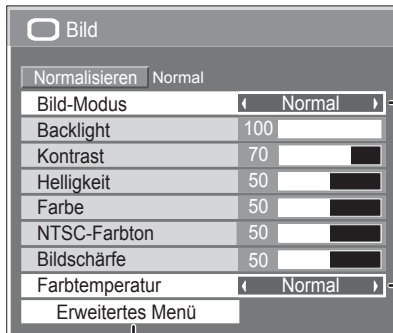 Bild
Normalisieren Normal
Bild-Modus Normal
Backlight 100
Kontrast 70
Helligkeit 50
Farbe 50
NTSC-Farbton 50
Bildschärfe 50
Farbtemperatur Normal
Erweitertes Menü